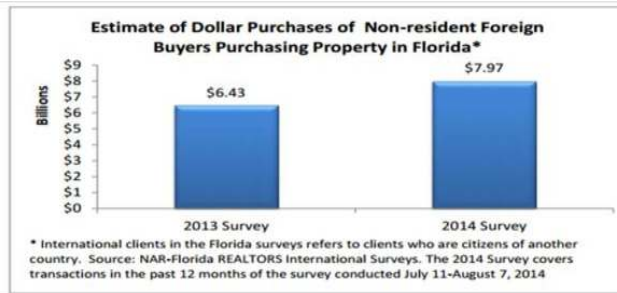 Estimate of Dollar Purchases of Non-resident Foreign
Buyers Purchasing Property in Florida*
Billions
$9
$8
$7
$6
$5
$4
$3
$2
$1
$0
$6.43
$7.97
2013 Survey
2014 Survey
* International clients in the Florida surveys refers to clients who are citizens of another
country. Source: NAR-Florida REALTORS International Surveys. The 2014 Survey covers
transactions in the past 12 months of the survey conducted July 11-August 7, 2014